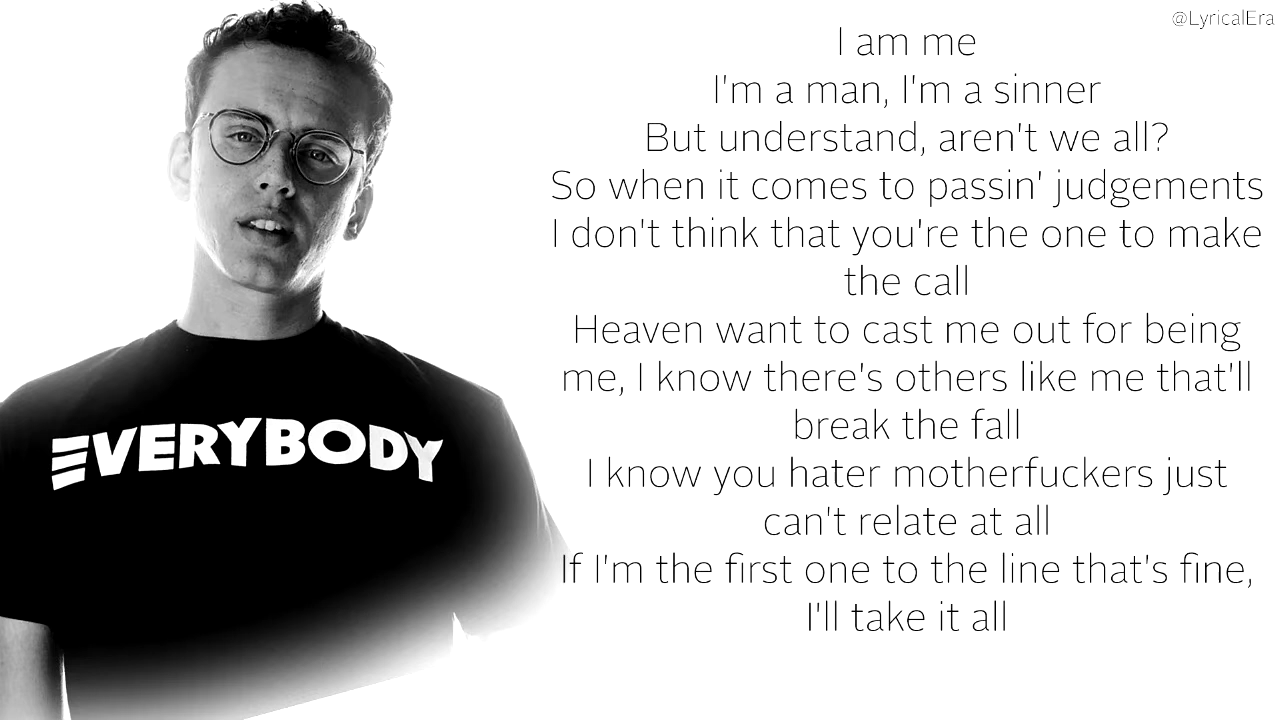 @LyricalEra
I am me
I'm a man, I'm a sinner
But understand, aren't we all?
So when it comes to passin' judgements
I don't think that you're the one to make
the call
Heaven want to cast me out for being
me, I know there's others like me that'll
break the fall
I know you hater motherfuckers just
can't relate at all
If I'm the first one to the line that's fine,
I'll take it all
EVERYBODY